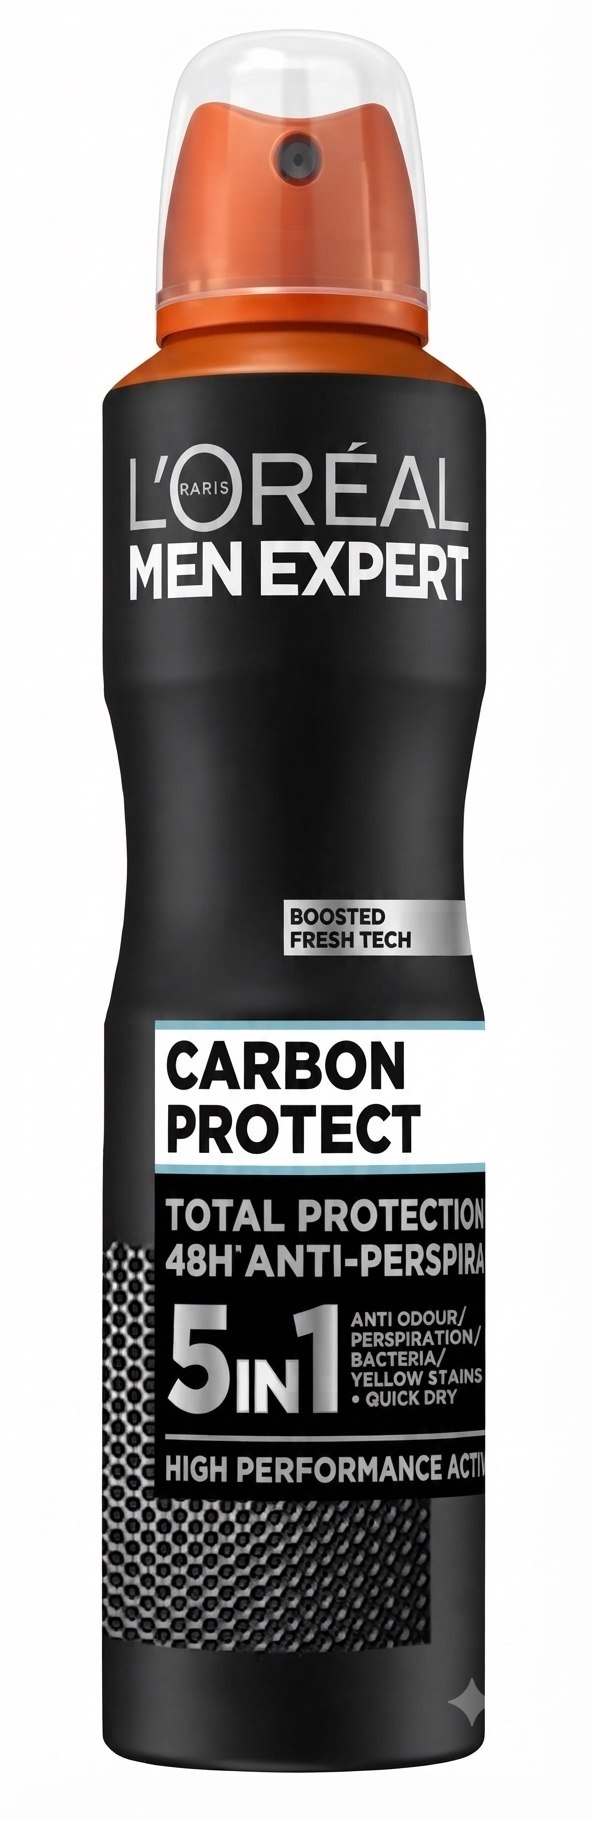 L'ORÉAL
RARIS
MEN EXPERT
BOOSTED
FRESH TECH
CARBON
PROTECT
TOTAL PROTECTION
48H* ANTI-PERSPIRA
5IN1
ANTI ODOUR/
PERSPIRATION/
BACTERIA/
YELLOW STAINS
• QUICK DRY
HIGH PERFORMANCE ACTIV